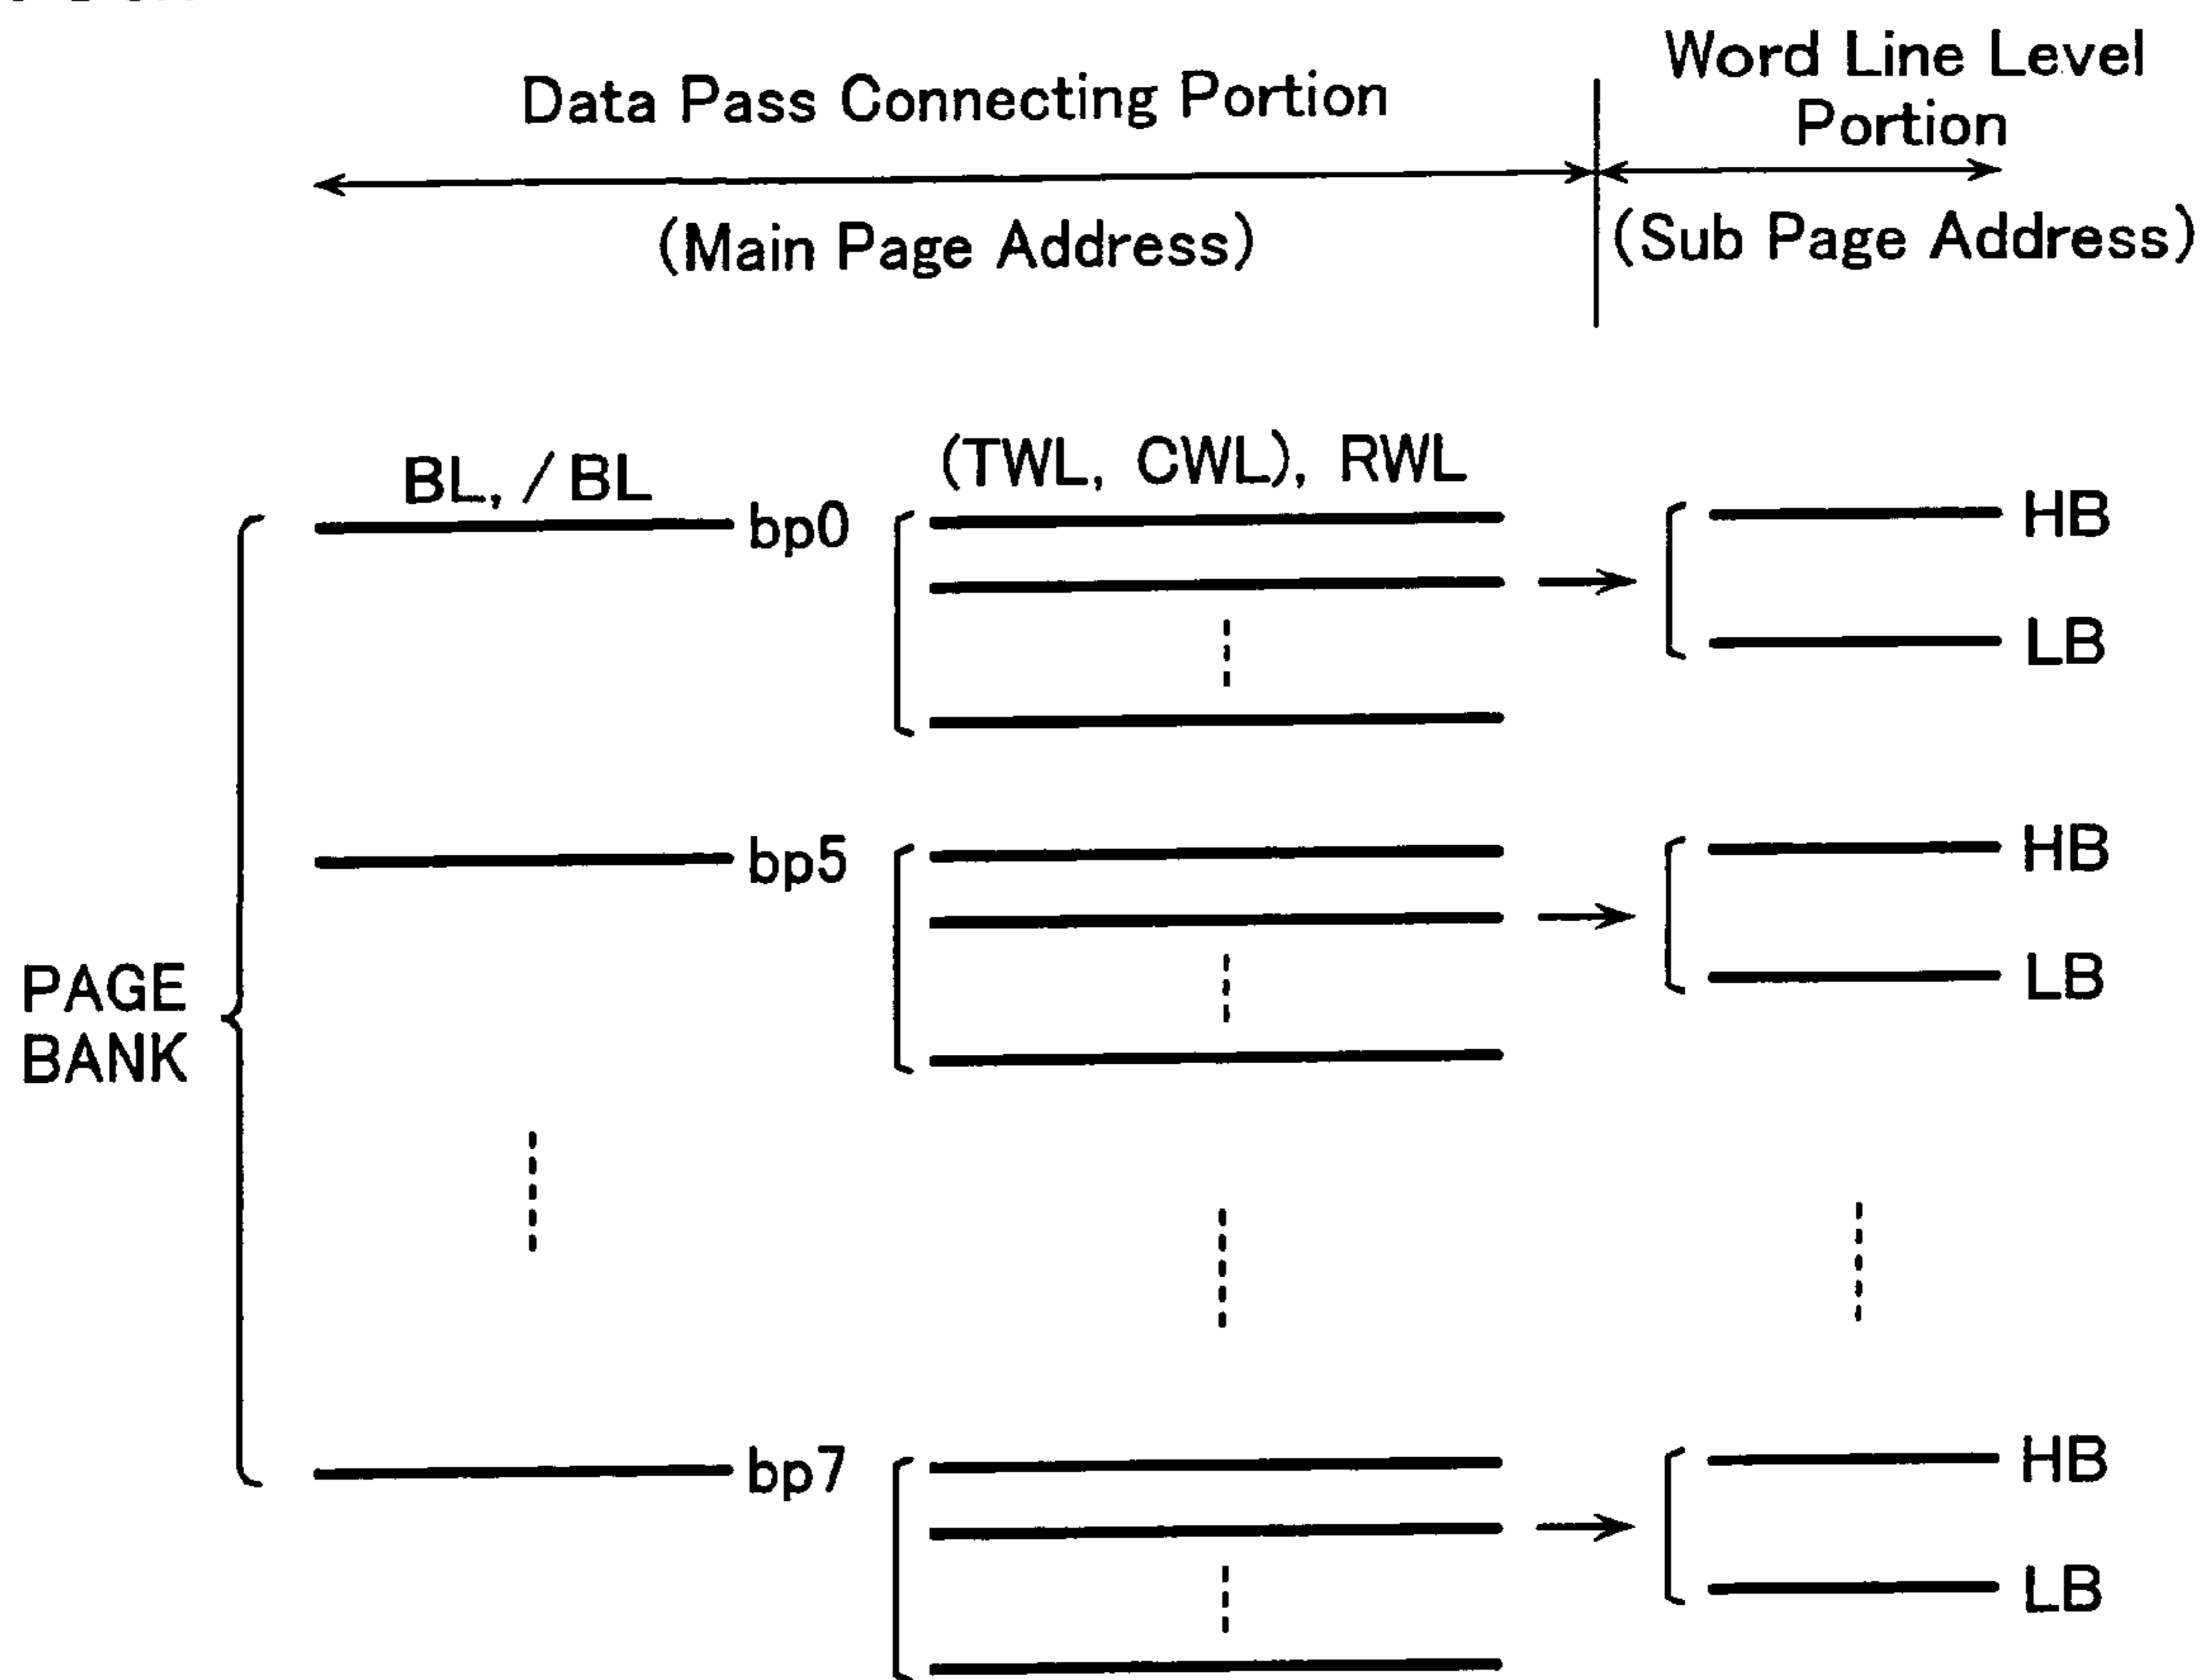 Data Pass Connecting Portion
(Main Page Address)
Word Line Level
Portion
(Sub Page Address)
BL, /BL
(TWL, CWL), RWL
bp0
HB
LB
bp5
HB
LB
PAGE
BANK
bp7
HB
LB